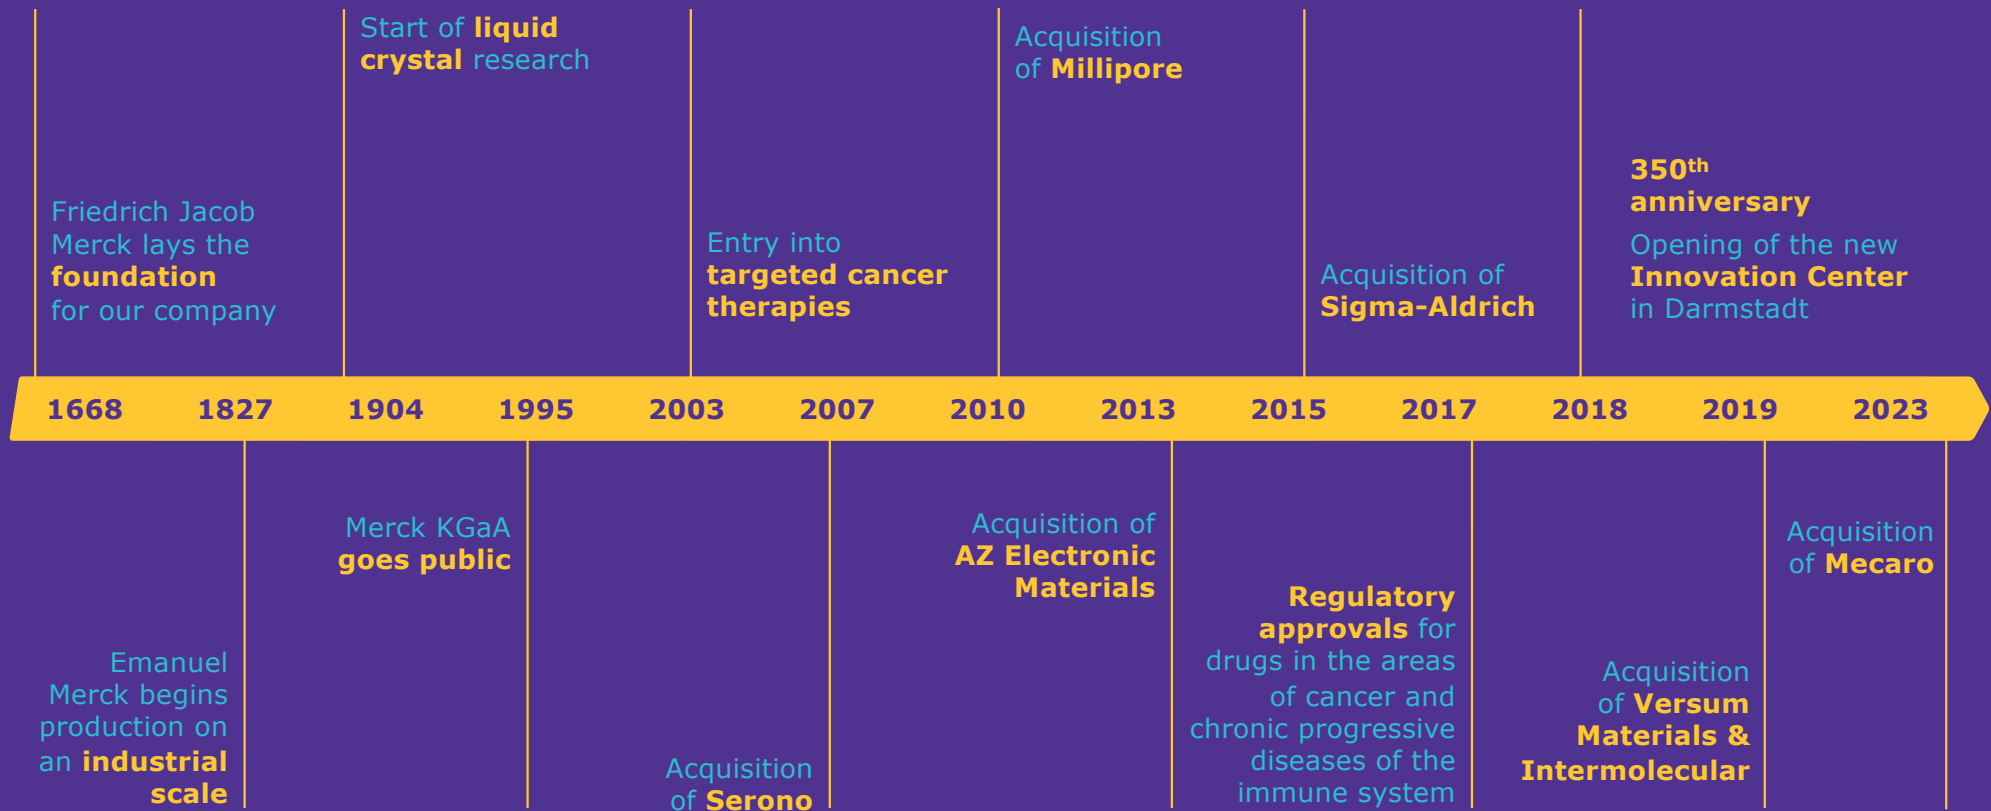 Start of liquid
crystal research
Acquisition
of Millipore
350th
anniversary
Friedrich Jacob
Merck lays the
foundation
for our company
Entry into
targeted cancer
therapies
Acquisition of
Sigma-Aldrich
Opening of the new
Innovation Center
in Darmstadt
1668 1827 1904 1995 2003 2007 2010 2013 2015 2017 2018 2019 2023
Emanuel
Merck begins
production on
an industrial
scale
Merck KGaA
goes public
Acquisition
of Serono
Acquisition of
AZ Electronic
Materials
Regulatory
approvals for
drugs in the areas
of cancer and
chronic progressive
diseases of the
immune system
Acquisition
of Versum
Materials &
Intermolecular
Acquisition
of Mecaro